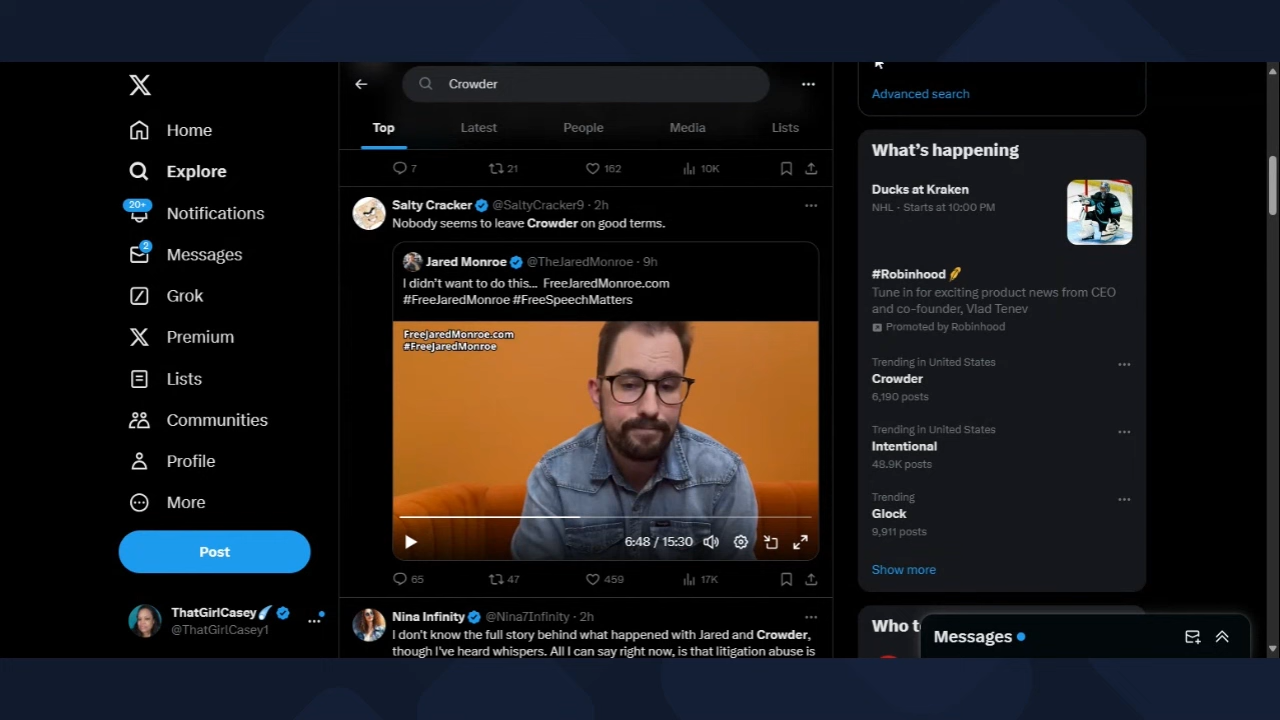 Crowder
Advanced search
Home
Explore
20+
Notifications
2
Messages
Grok
Premium
Lists
Communities
Profile
More
Post
ThatGirlCasey
@ThatGirlCasey1
Top Latest People Media Lists
7 21 162 10K
Salty Cracker @SaltyCracker9 · 2h
Nobody seems to leave Crowder on good terms.
Jared Monroe @TheJaredMonroe · 9h
I didn't want to do this... FreeJaredMonroe.com
#FreeJaredMonroe #FreeSpeechMatters
FreeJaredMonroe.com
#FreeJaredMonroe
6:48 / 15:30
65 47 459 17K
Nina Infinity @Nina7Infinity · 2h
I don't know the full story behind what happened with Jared and Crowder,
though I've heard whispers. All I can say right now, is that litigation abuse is
What's happening
Ducks at Kraken
NHL · Starts at 10:00 PM
#Robinhood
Tune in for exciting product news from CEO
and co-founder, Vlad Tenev
Promoted by Robinhood
Trending in United States
Crowder
6,190 posts
Trending in United States
Intentional
48.9K posts
Trending
Glock
9,911 posts
Show more
Who t
Messages